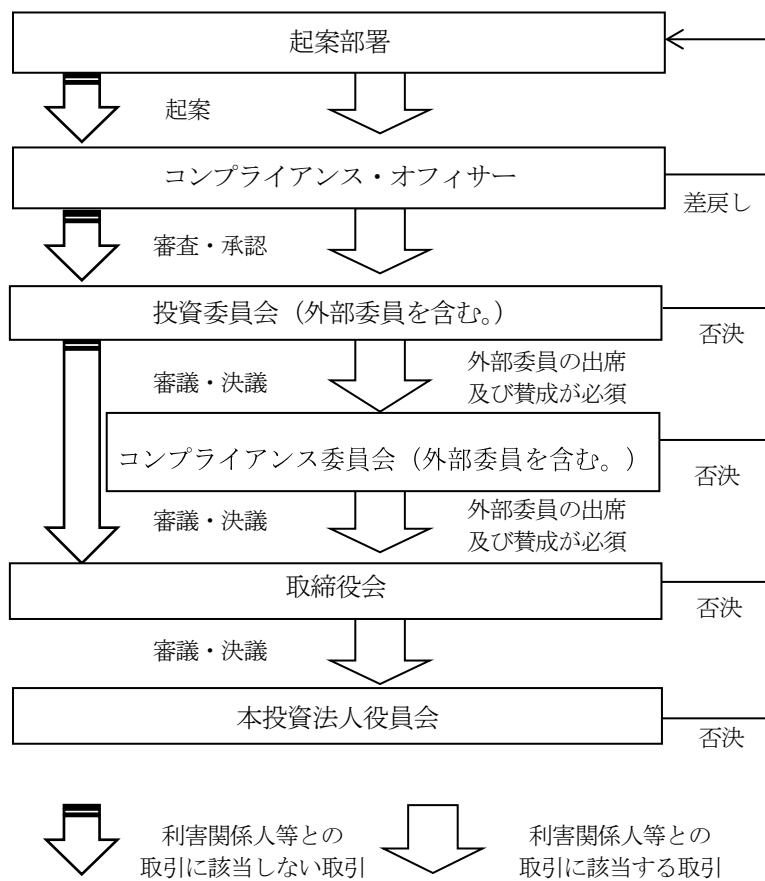 起案部署
起案
コンプライアンス・オフィサー
差戻し
審査・承認
投資委員会（外部委員を含む。）
否決
審議・決議
外部委員の出席
及び賛成が必須
コンプライアンス委員会（外部委員を含む。）
否決
審議・決議
外部委員の出席
及び賛成が必須
取締役会
否決
審議・決議
本投資法人役員会
否決
利害関係人等との
取引に該当しない取引
利害関係人等との
取引に該当する取引